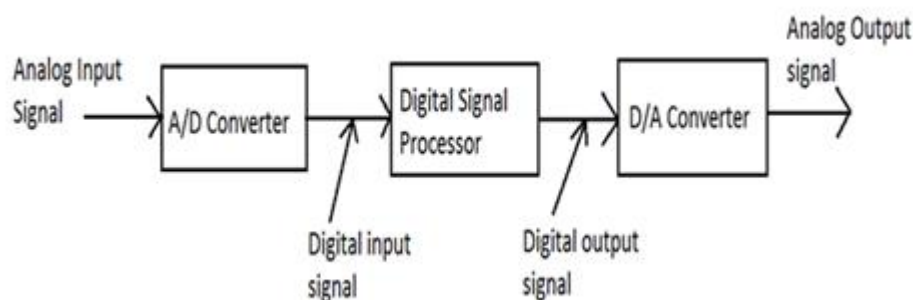 Analog Input
Signal
A/D Converter
Digital Signal
Processor
D/A Converter
Analog Output
signal
Digital input
signal
Digital output
signal